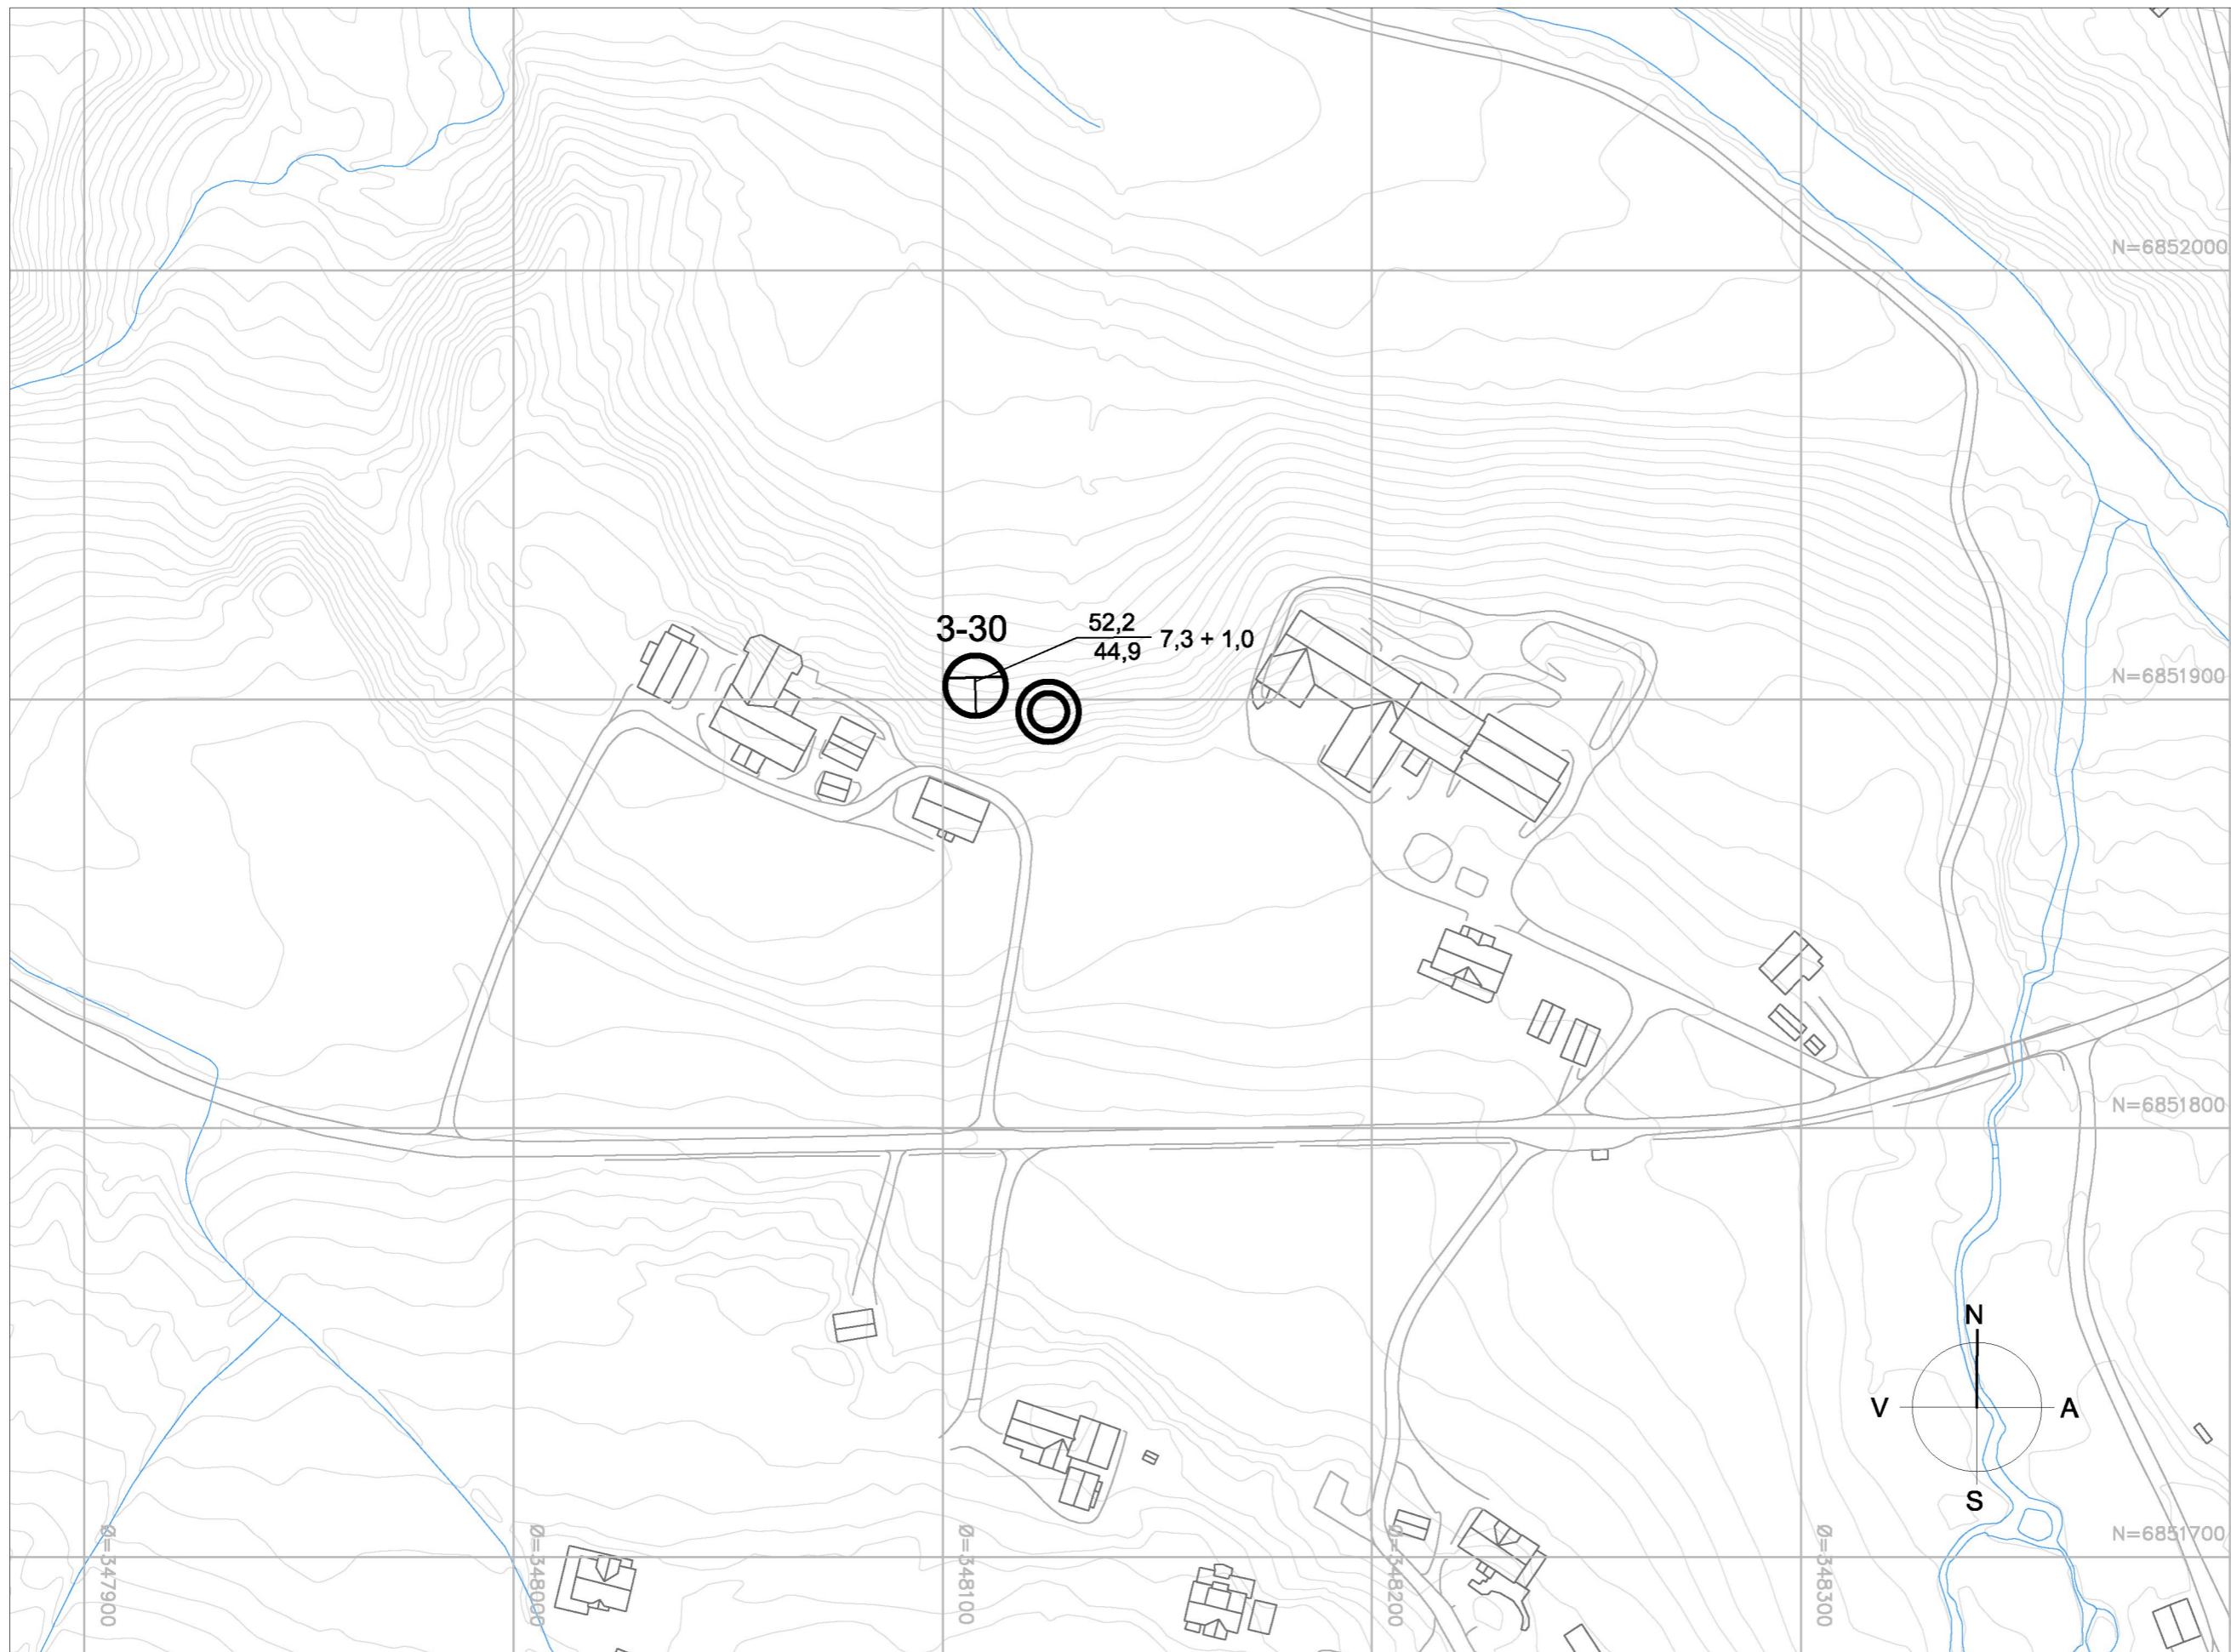 N=6852000
3-30
52,2
44,9
7,3 + 1,0
N=6851900
N=6851800
N
V
A
S
N=6851700
Ø=347900
Ø=348000
Ø=348100
Ø=348200
Ø=348300